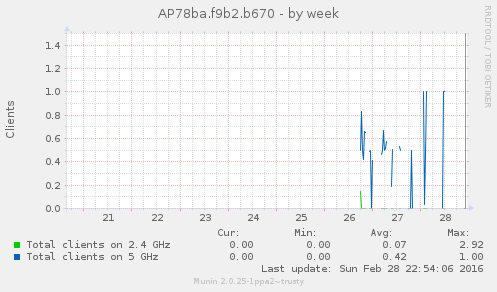 AP78ba.f9b2.b670 - by week
RRDTOOL / TOBI OETIKER
Clients
1.4
1.2
1.0
0.8
0.6
0.4
0.2
0.0
21 22 23 24 25 26 27 28
Cur: Min: Avg: Max:
Total clients on 2.4 GHz 0.00 0.00 0.07 2.92
Total clients on 5 GHz 0.00 0.00 0.42 1.00
Last update: Sun Feb 28 22:54:06 2016
Munin 2.0.25-1ppa2~trusty